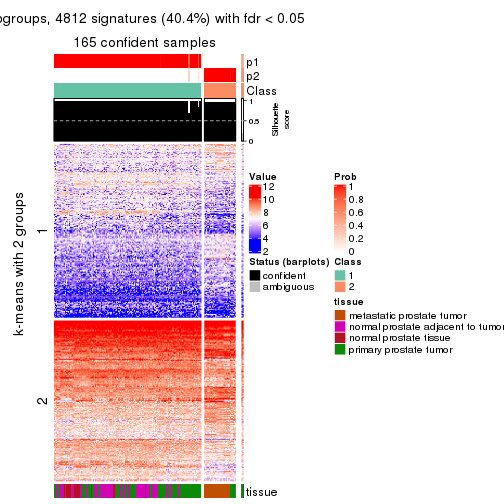 ogroups, 4812 signatures (40.4%) with fdr < 0.05
165 confident samples
p1
p2
Class
1
0.5
0
Silhouette
score
k-means with 2 groups
1
2
Value
12
10
8
6
4
2
Prob
1
0.8
0.6
0.4
0.2
0
Status (barplots)
confident
ambiguous
Class
1
2
tissue
metastatic prostate tumor
normal prostate adjacent to tumor
normal prostate tissue
primary prostate tumor
tissue